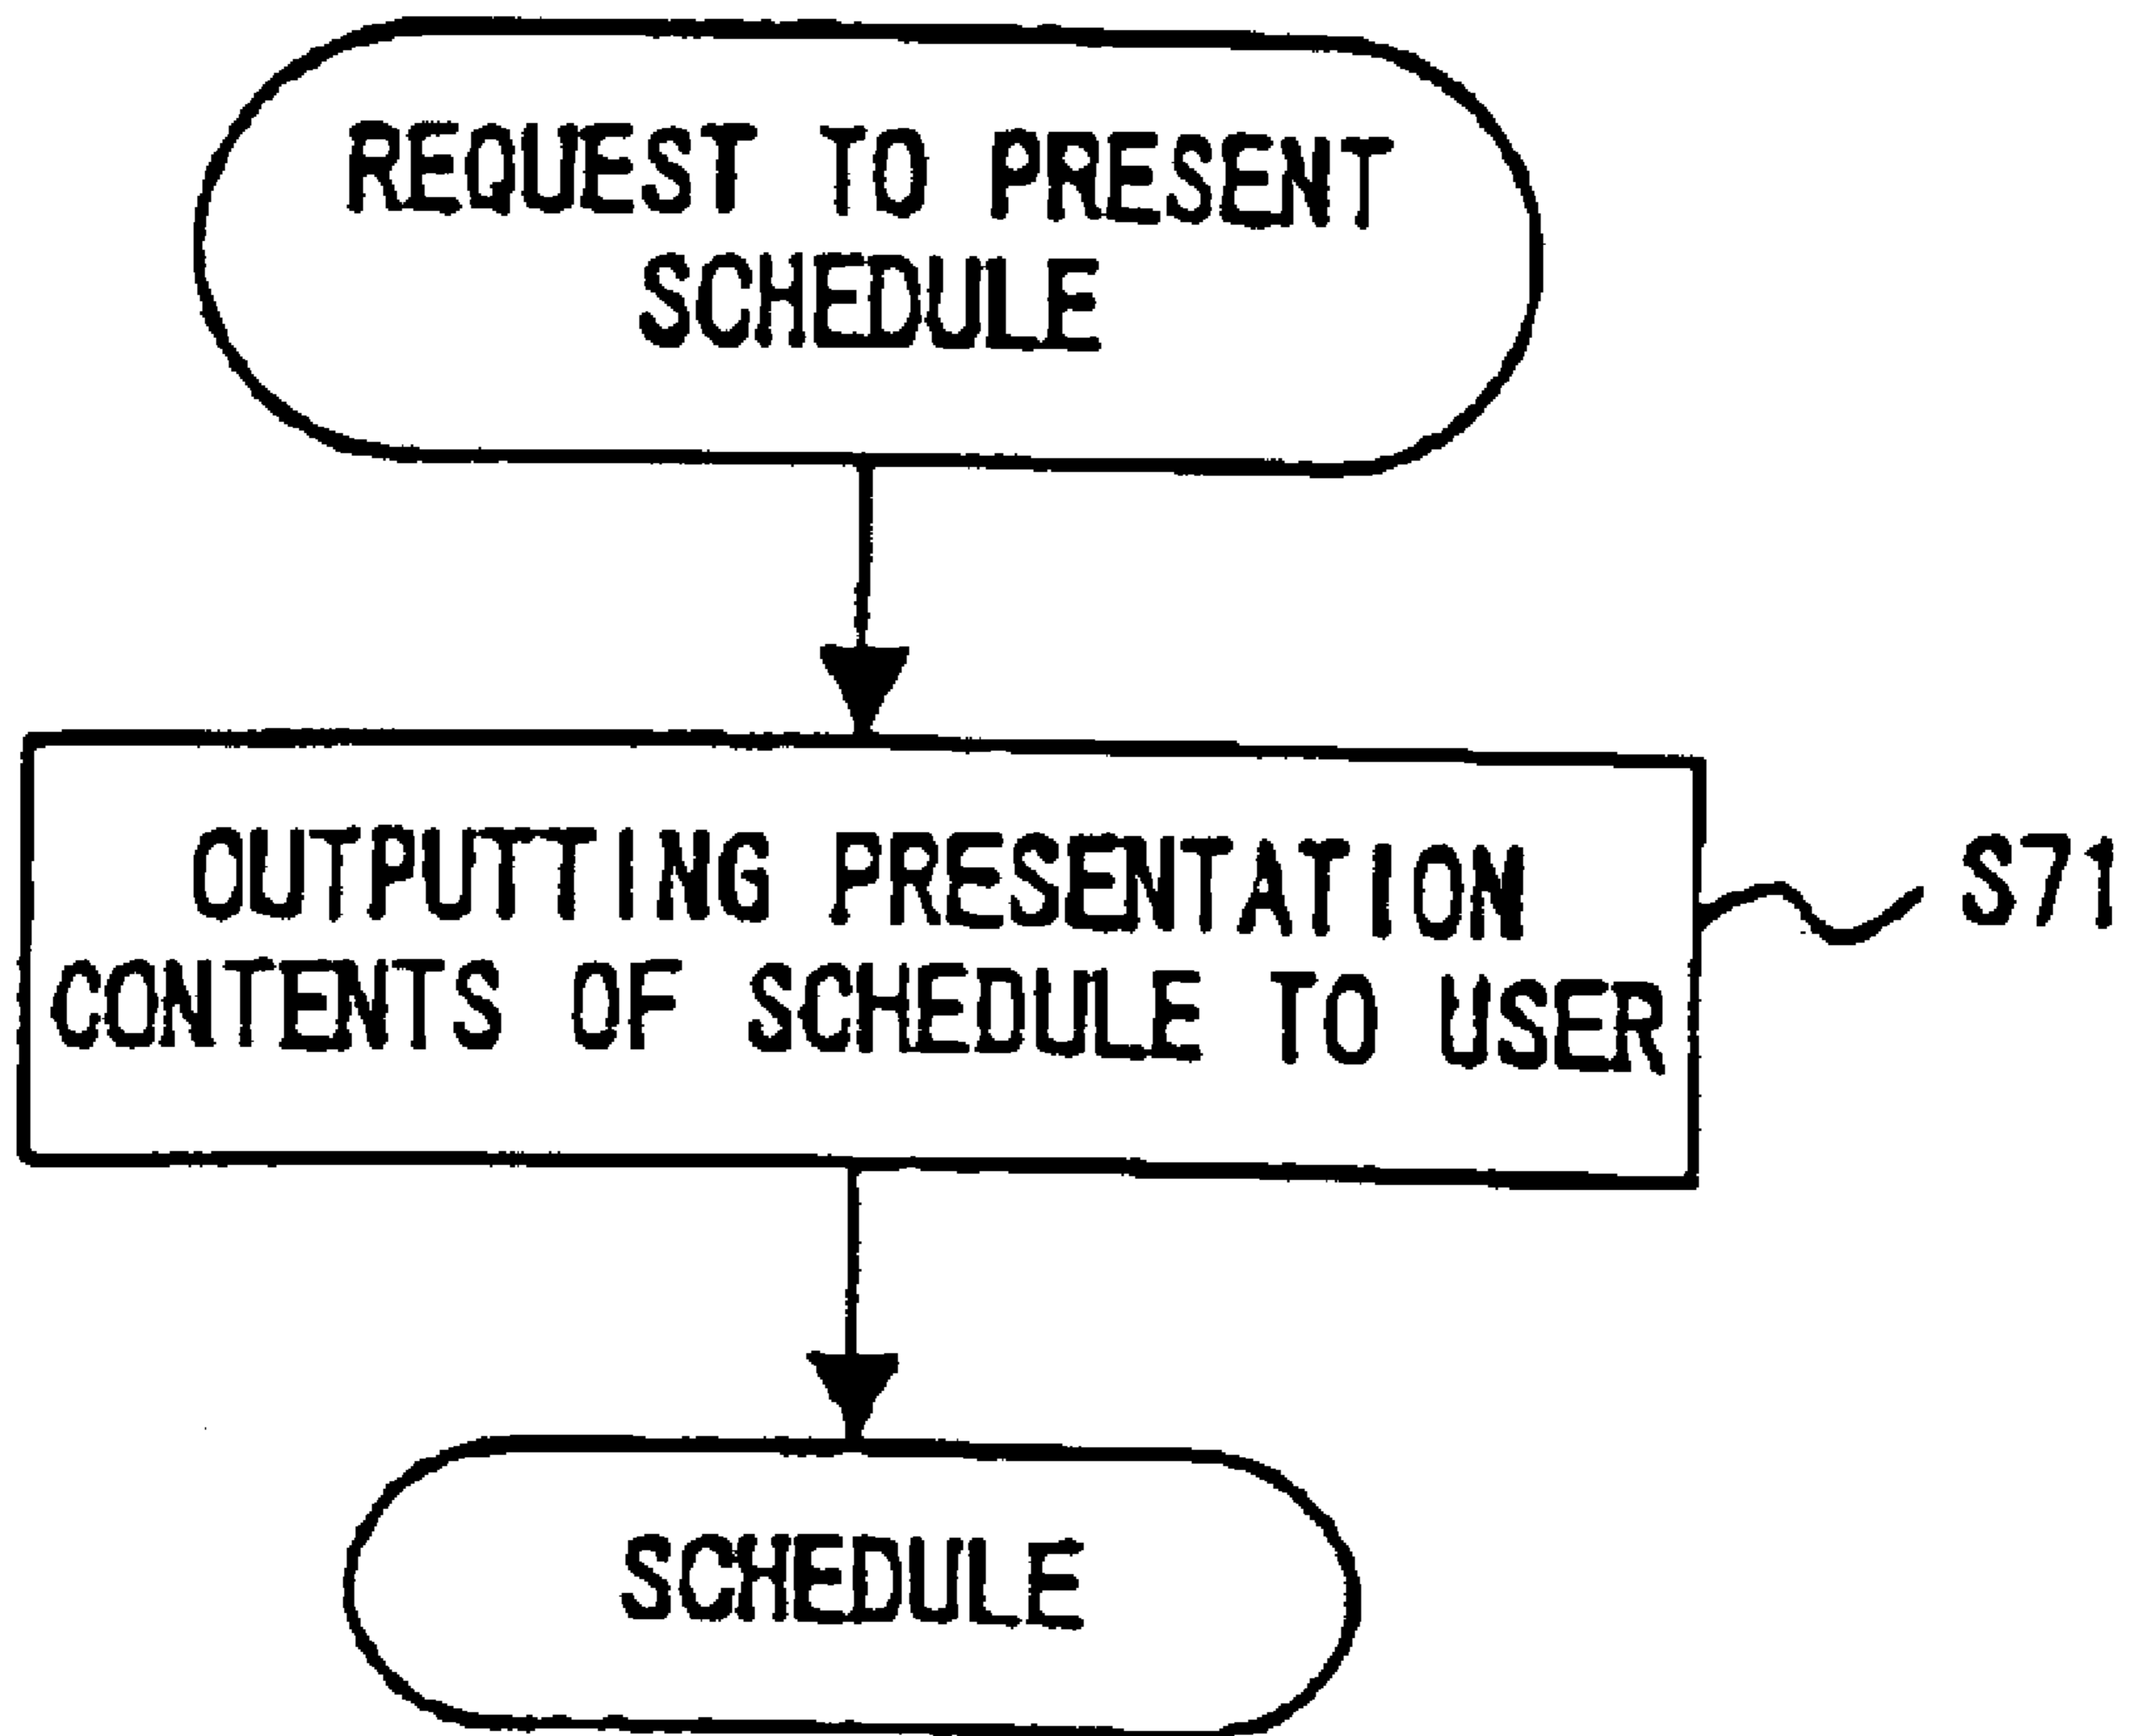 REQUEST TO PRESENT
SCHEDULE
OUTPUTTING PRESENTATION
CONTENTS OF SCHEDULE TO USER
S71
SCHEDULE